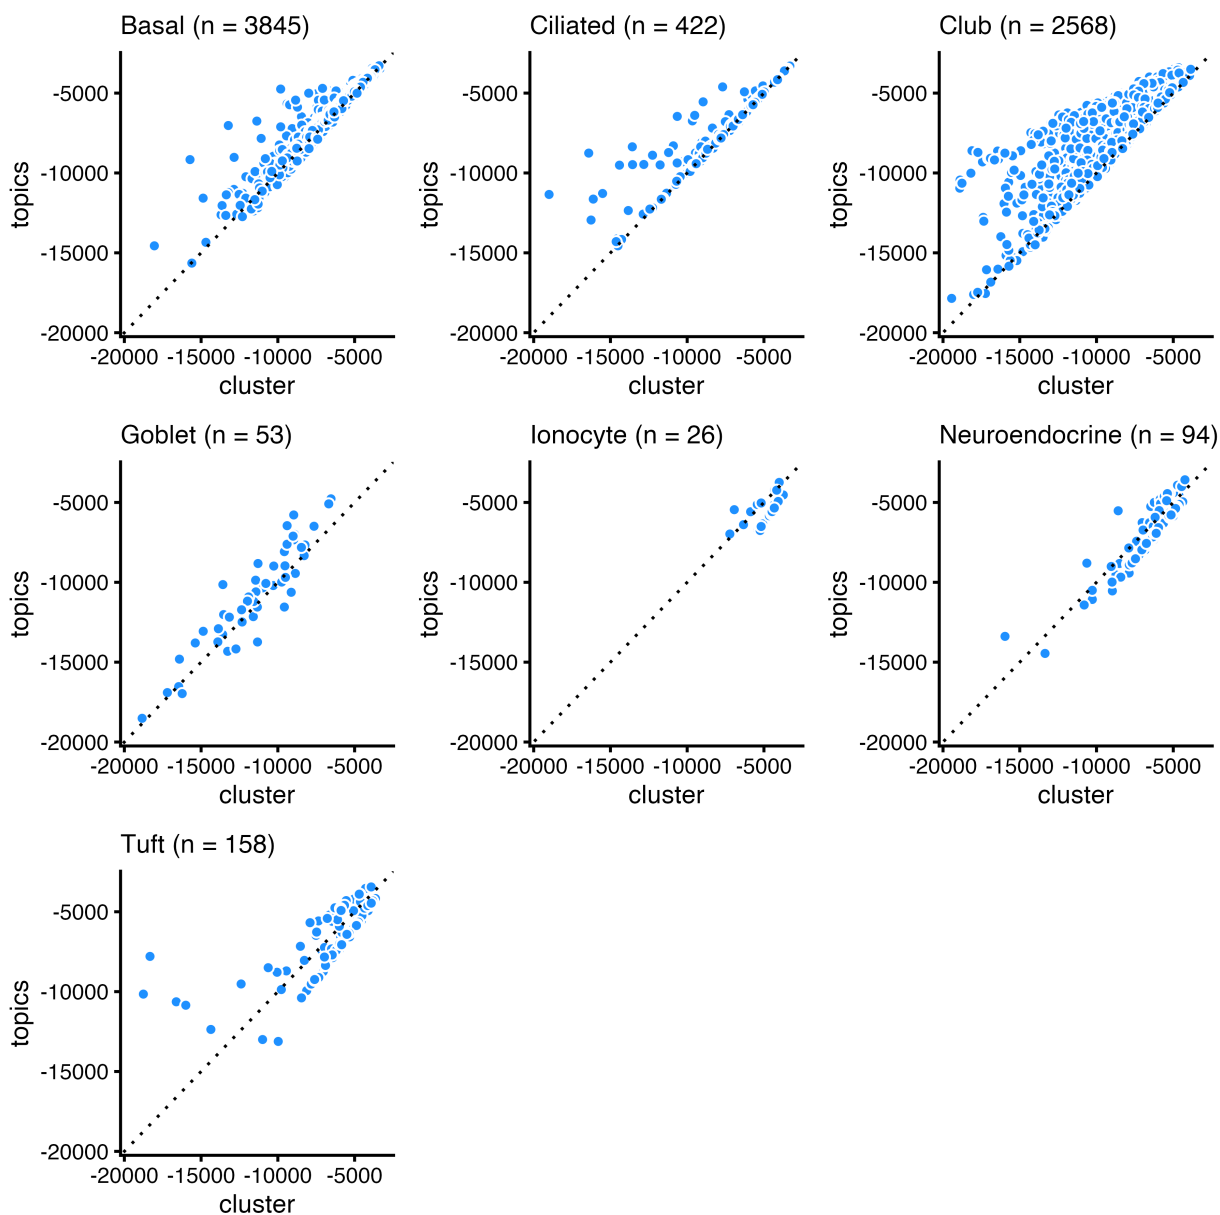 Basal (n = 3845)
-5000
-10000
-15000
-20000
topics
-20000 -15000 -10000 -5000
cluster
Ciliated (n = 422)
-5000
-10000
-15000
-20000
topics
-20000 -15000 -10000 -5000
cluster
Club (n = 2568)
-5000
-10000
-15000
-20000
topics
-20000 -15000 -10000 -5000
cluster
Goblet (n = 53)
-5000
-10000
-15000
-20000
topics
-20000 -15000 -10000 -5000
cluster
Ionocyte (n = 26)
-5000
-10000
-15000
-20000
topics
-20000 -15000 -10000 -5000
cluster
Neuroendocrine (n = 94)
-5000
-10000
-15000
-20000
topics
-20000 -15000 -10000 -5000
cluster
Tuft (n = 158)
-5000
-10000
-15000
-20000
topics
-20000 -15000 -10000 -5000
cluster